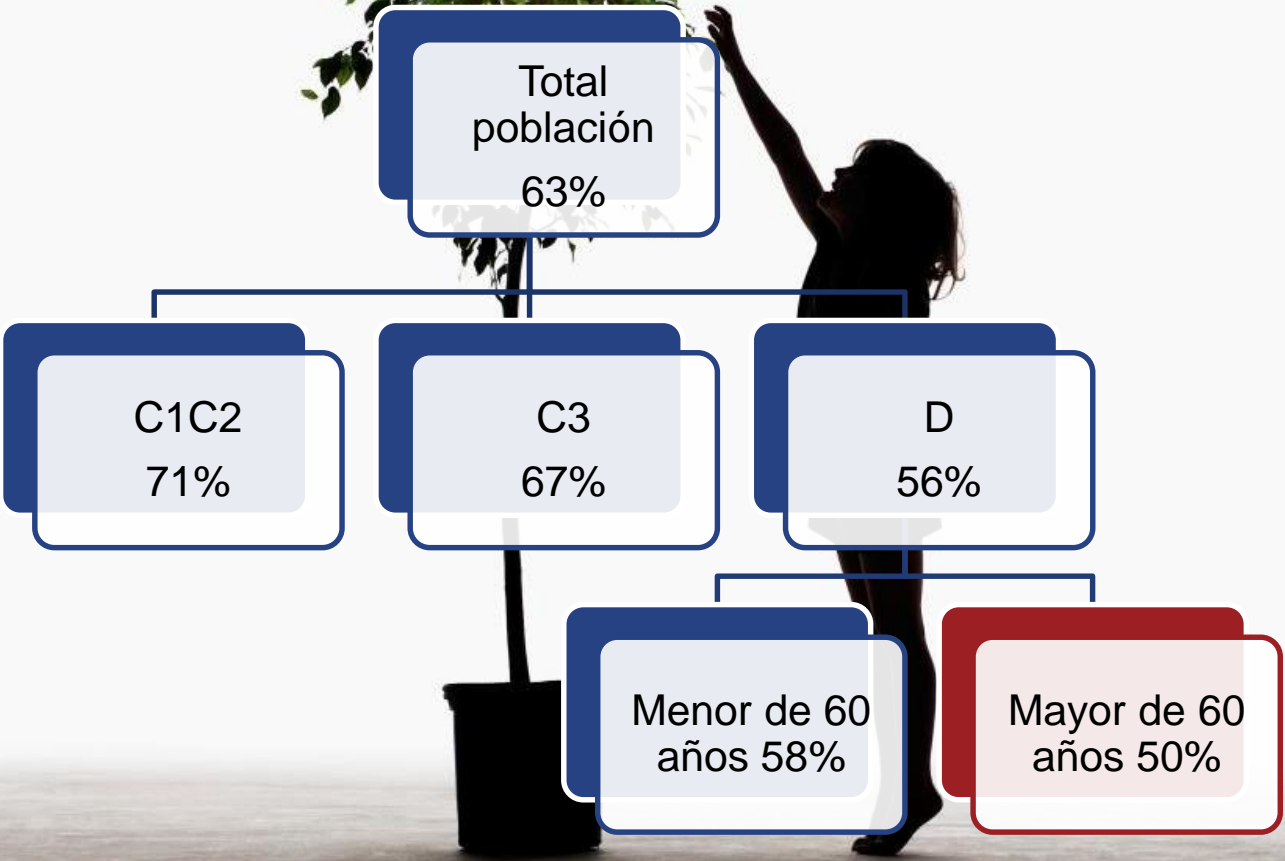 Total
población
63%
C1C2
71%
C3
67%
D
56%
Menor de 60
años 58%
Mayor de 60
años 50%